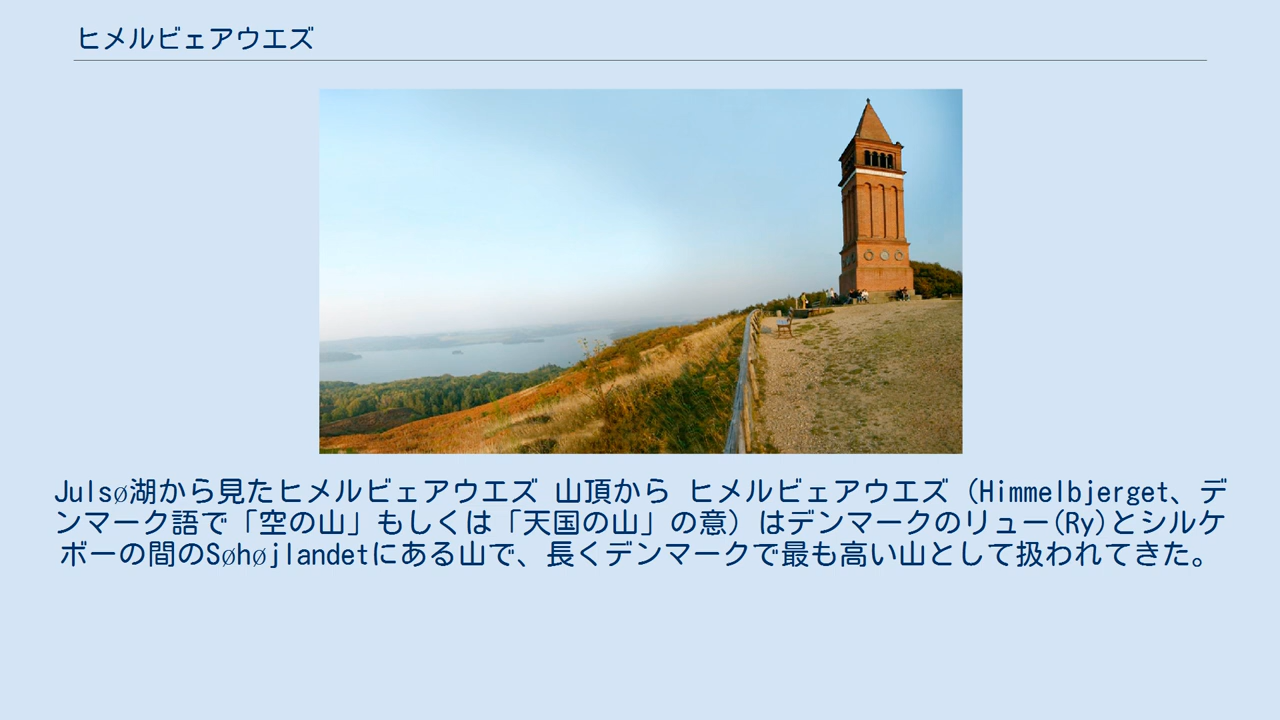 ヒメルビェアウエズ
Julsø湖から見たヒメルビェアウエズ 山頂から ヒメルビェアウエズ（Himmelbjerget、デ
ンマーク語で「空の山」もしくは「天国の山」の意）はデンマークのリュー(Ry)とシルケ
ボーの間のSøhøjlandetにある山で、長くデンマークで最も高い山として扱われてきた。